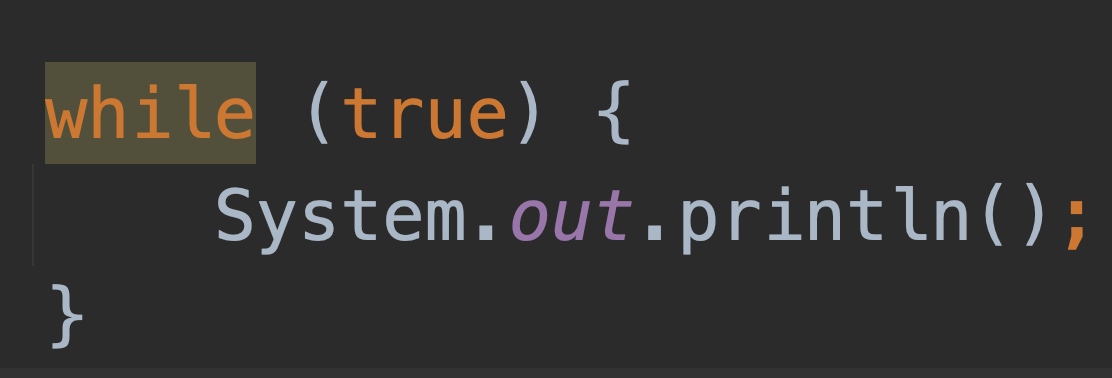 while (true) {
    System.out.println();
}